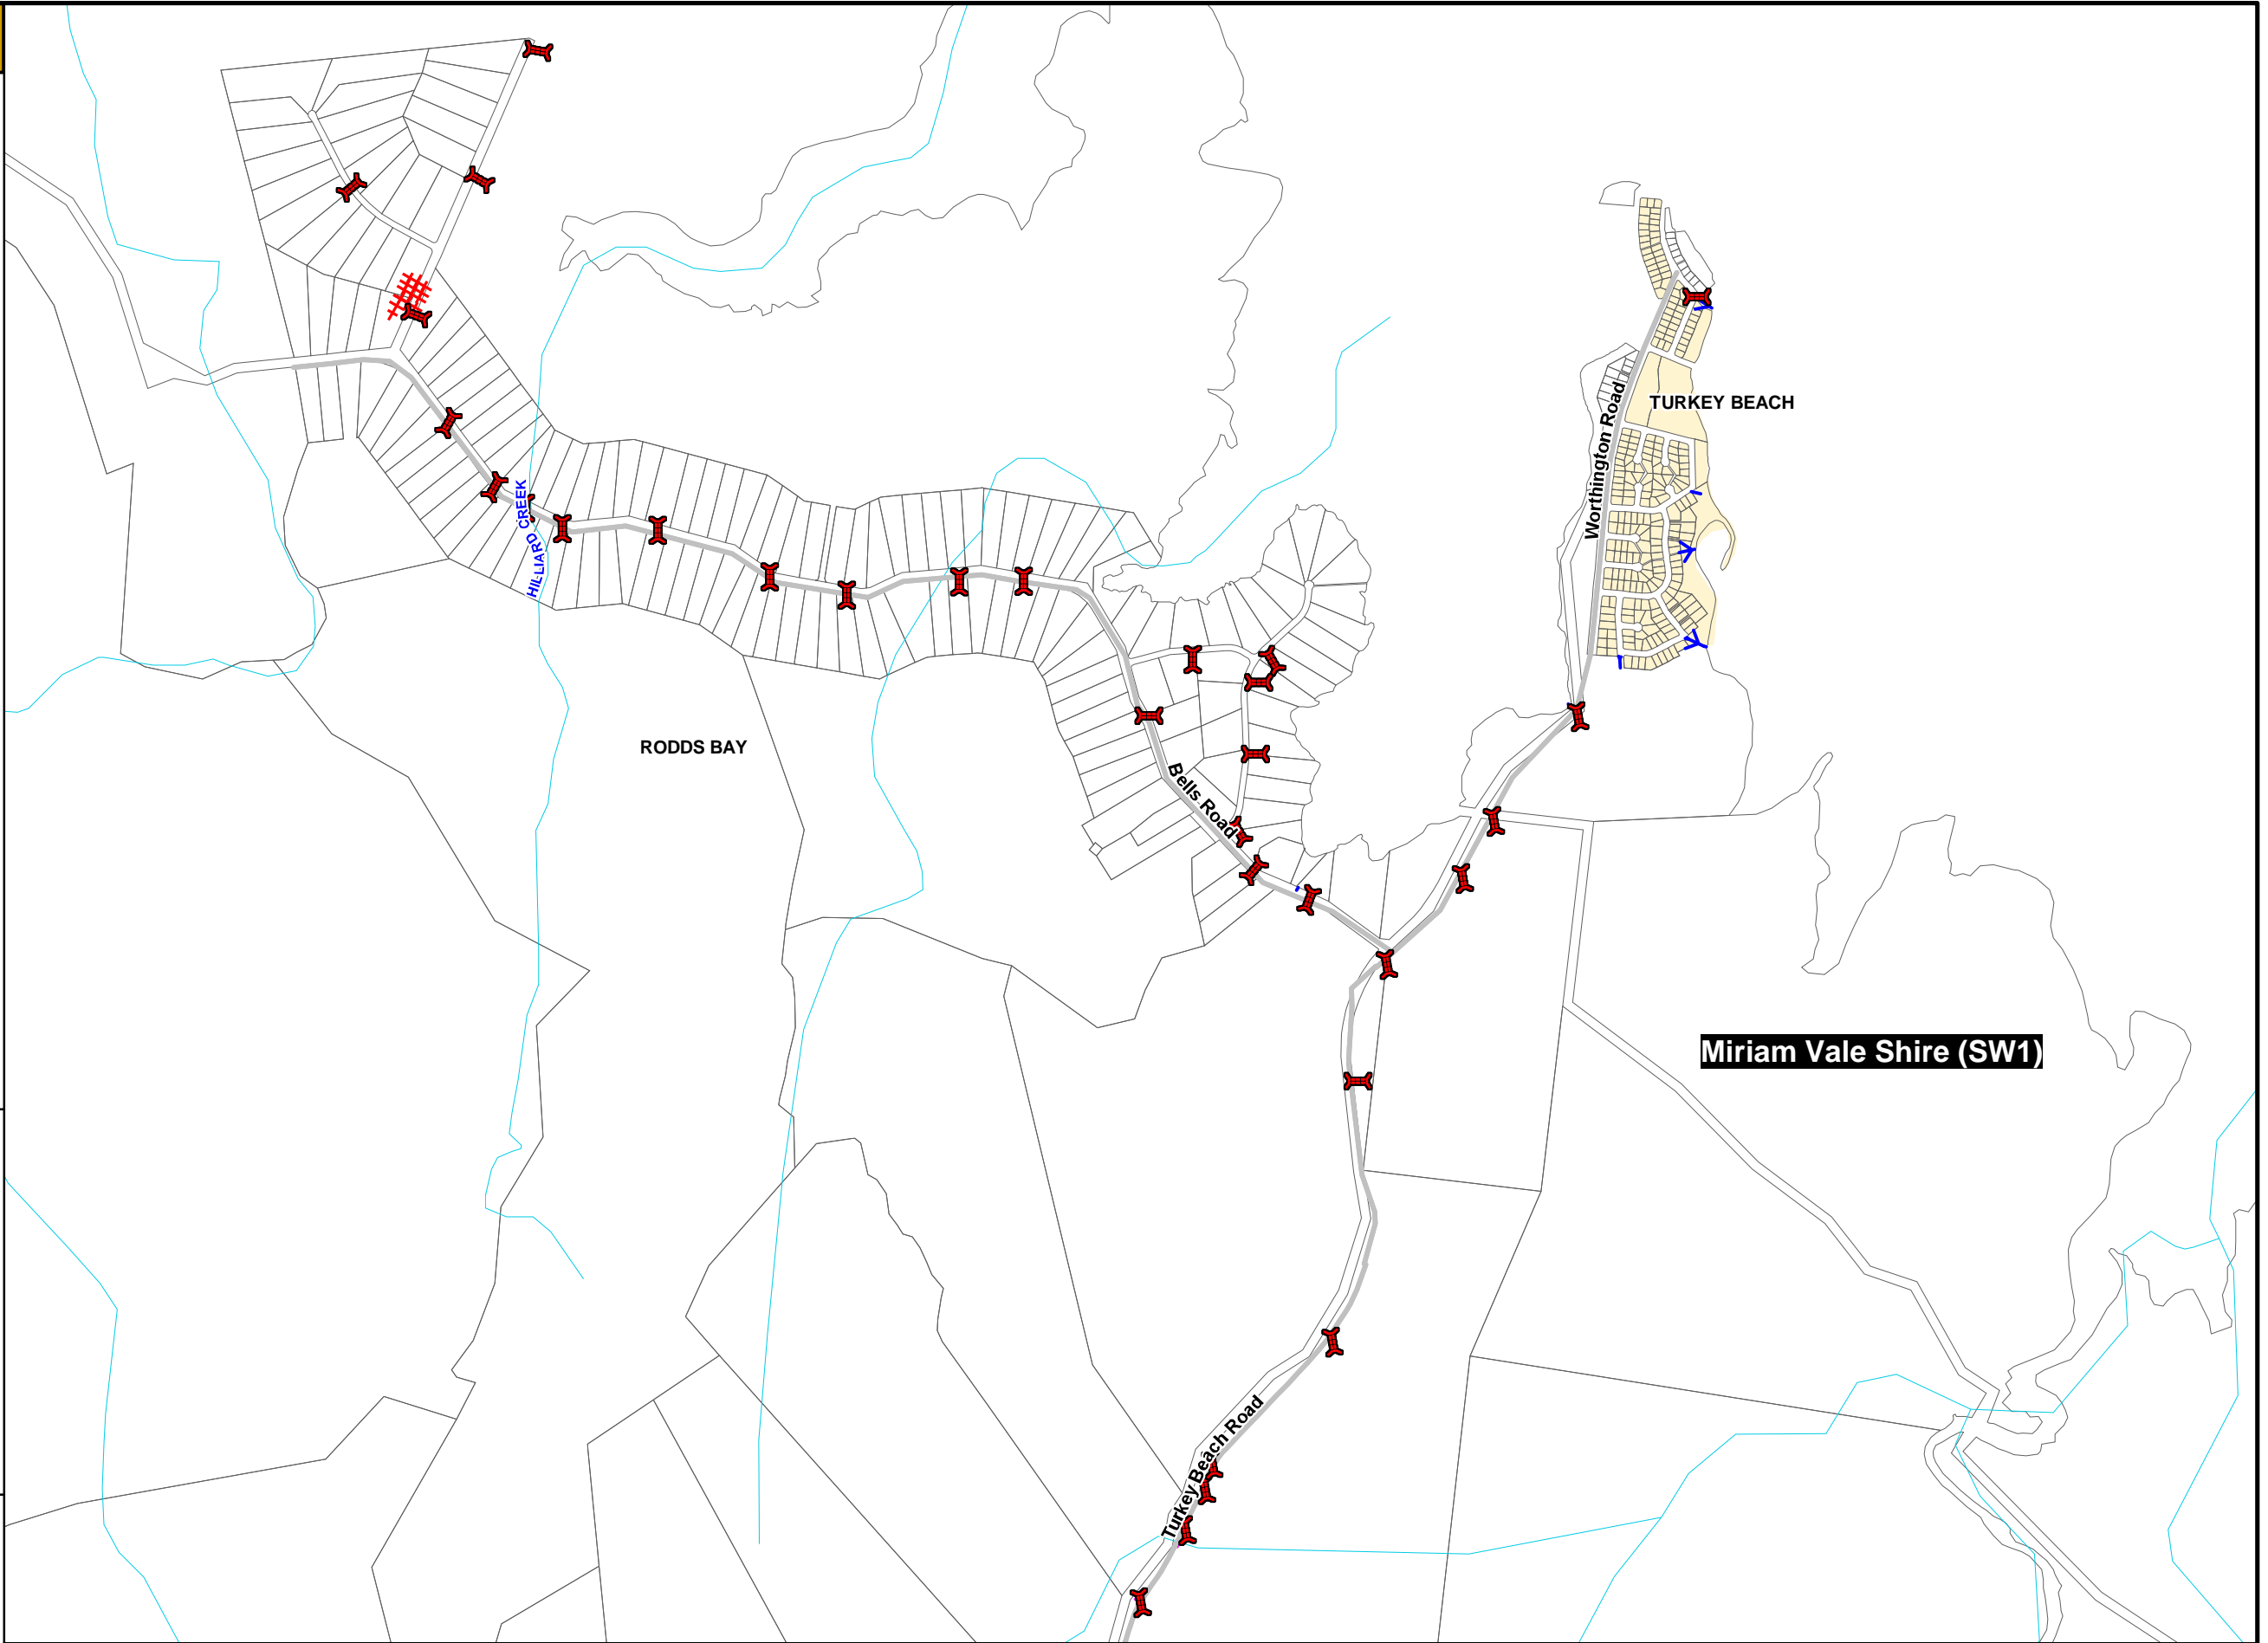 TURKEY BEACH
Worthington Road
HILLIARD CREEK
RODDS BAY
Bells Road
Miriam Vale Shire (SW1)
Turkey Beach Road